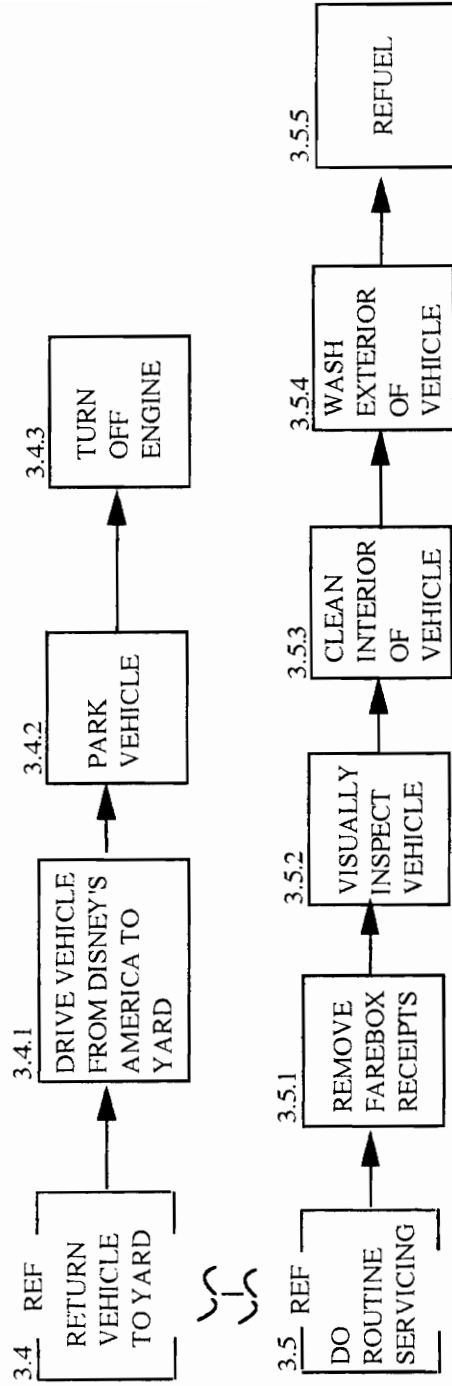 3.4 REF
RETURN
VEHICLE
TO YARD
3.4.1
DRIVE VEHICLE
FROM DISNEY'S
AMERICA TO
YARD
3.4.2
PARK
VEHICLE
3.4.3
TURN
OFF
ENGINE
3.5 REF
DO
ROUTINE
SERVICING
3.5.1
REMOVE
FAREBOX
RECEIPTS
3.5.2
VISUALLY
INSPECT
VEHICLE
3.5.3
CLEAN
INTERIOR
OF
VEHICLE
3.5.4
WASH
EXTERIOR
OF
VEHICLE
3.5.5
REFUEL